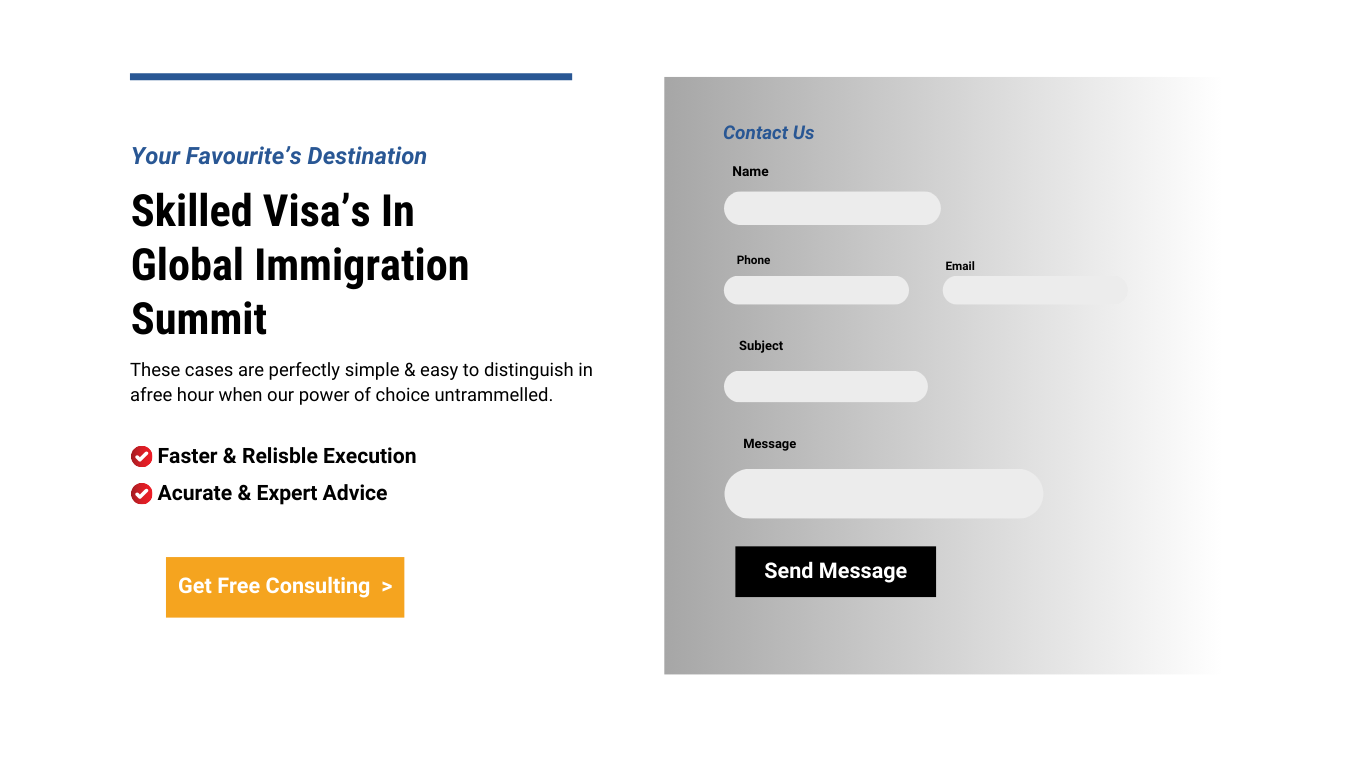 Your Favourite’s Destination
Skilled Visa’s In
Global Immigration
Summit
These cases are perfectly simple & easy to distinguish in
afree hour when our power of choice untrammelled.
Faster & Relisble Execution
Acurate & Expert Advice
Get Free Consulting >
Contact Us
Name
Phone
Email
Subject
Message
Send Message